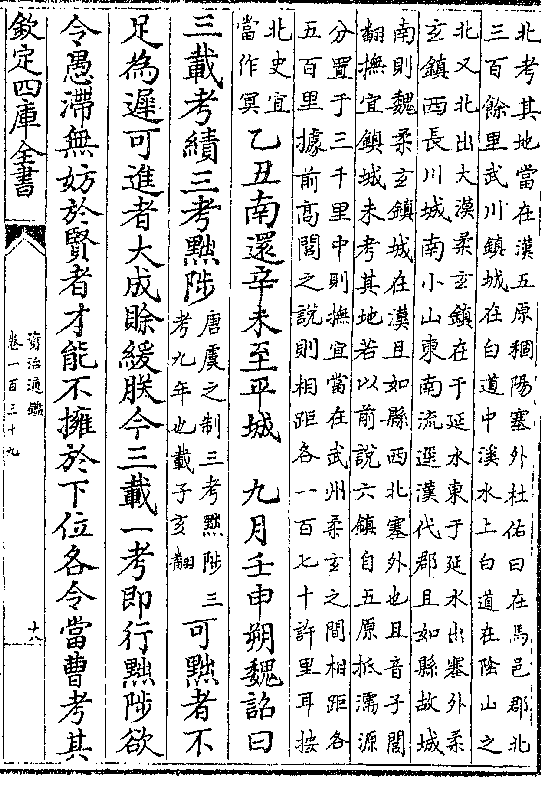 北考其地當在漢五原稒陽塞外杜佑曰在馬邑郡北
三百餘里武川鎮城在白道中溪水上白道在陰山之
北又北出大漠柔玄鎮在于延水東于延水出塞外柔
玄鎮西長川城南小山東南流逕漢代郡且如縣故城
南則魏柔玄鎮城在漢且如縣西北塞外也且音子閭
翻撫宜鎮城未考其地若以前說六鎮自五原抵濡源
分置于三千里中則撫宜當在武州柔玄之間相距各
五百里據前高閭之說則相距各一百七十許里耳按
北史宜
當作冥
乙丑南還辛未至平城 九月壬申朔魏詔曰
三載考績三考黜陟
唐虞之制三考黜陟三
考九年也載子亥翻
可黜者不
足為遲可進者大成賖緩朕今三載一考即行黜陟欲
令愚滯無妨於賢者才能不擁於下位各令當曹考其
欽定四庫全書
資治通鑑
卷一百三十九
十八